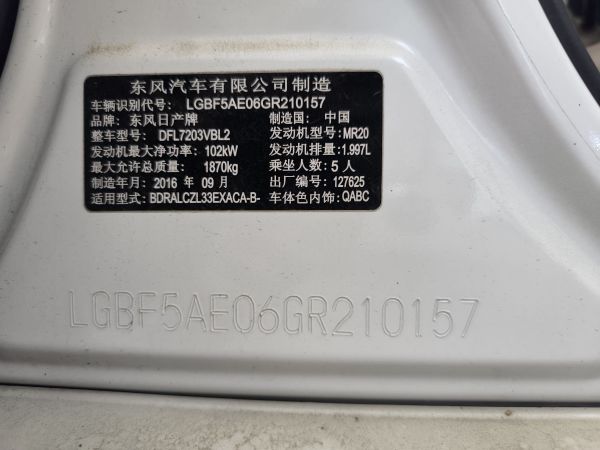 东风汽车有限公司制造
车辆识别代号: LGBF5AE06GR210157
品牌: 东风日产牌 制造国: 中国
整车型号: DFL7203VBL2 发动机型号: MR20
发动机最大净功率: 102kW 发动机排量: 1.997L
最大允许总质量: 1870kg 乘坐人数: 5 人
制造年月: 2016 年 09 月 出厂编号: 127625
适用型式: BDRALCZL33EXACA-B- 车体色内饰: QABC
LGBF5AE06GR210157